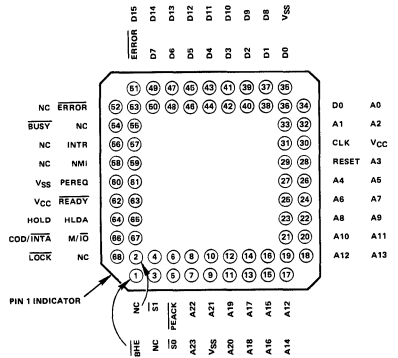 D15 D14 D13 D12 D11 D10 D9 D8 VSS
ERROR D7 D6 D5 D4 D3 D2 D1 D0
51 49 47 45 43 41 39 37 35
NC ERROR 52 53 50 48 46 44 42 40 38 36 34 D0 A0
BUSY NC 54 55 33 32 A1 A2
NC INTR 56 57 31 30 CLK VCC
NC NMI 58 59 29 28 RESET A3
VSS PEREQ 60 61 27 26 A4 A5
VCC READY 62 63 25 24 A6 A7
HOLD HLDA 64 65 23 22 A8 A9
COD/INTA M/IO 66 67 21 20 A10 A11
LOCK NC 68 2 4 6 8 10 12 14 16 19 18 A12 A13
1 3 5 7 9 11 13 15 17
PIN 1 INDICATOR
NC S1 PEACK A22 A21 A19 A17 A15 A12
BHE NC S0 A23 VSS A20 A18 A16 A14